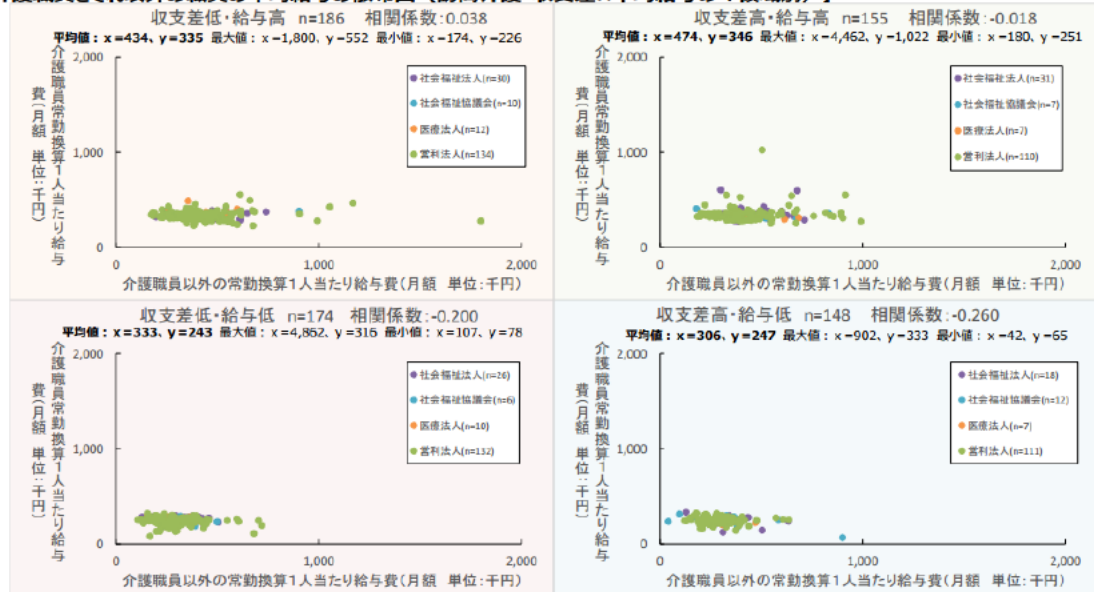 収支差低・給与高 n=186 相関係数:0.038
平均値：x=434、y=335 最大値：x=1,800、y=552 最小値：x=174、y=226
介護職員常勤換算1人当たり給与費(月額 単位:千円)
2,000
1,000
0
社会福祉法人(n=30)
社会福祉協議会(n=10)
医療法人(n=12)
営利法人(n=134)
0 1,000 2,000
介護職員以外の常勤換算1人当たり給与費(月額 単位:千円)
収支差高・給与高 n=155 相関係数:-0.018
平均値：x=474、y=346 最大値：x=4,462、y=1,022 最小値：x=180、y=251
介護職員常勤換算1人当たり給与費(月額 単位:千円)
2,000
1,000
0
社会福祉法人(n=31)
社会福祉協議会(n=7)
医療法人(n=7)
営利法人(n=110)
0 1,000 2,000
介護職員以外の常勤換算1人当たり給与費(月額 単位:千円)
収支差低・給与低 n=174 相関係数:-0.200
平均値：x=333、y=243 最大値：x=4,862、y=316 最小値：x=107、y=78
介護職員常勤換算1人当たり給与費(月額 単位:千円)
2,000
1,000
0
社会福祉法人(n=26)
社会福祉協議会(n=6)
医療法人(n=10)
営利法人(n=132)
0 1,000 2,000
介護職員以外の常勤換算1人当たり給与費(月額 単位:千円)
収支差高・給与低 n=148 相関係数:-0.260
平均値：x=306、y=247 最大値：x=902、y=333 最小値：x=42、y=65
介護職員常勤換算1人当たり給与費(月額 単位:千円)
2,000
1,000
0
社会福祉法人(n=18)
社会福祉協議会(n=12)
医療法人(n=7)
営利法人(n=111)
0 1,000 2,000
介護職員以外の常勤換算1人当たり給与費(月額 単位:千円)